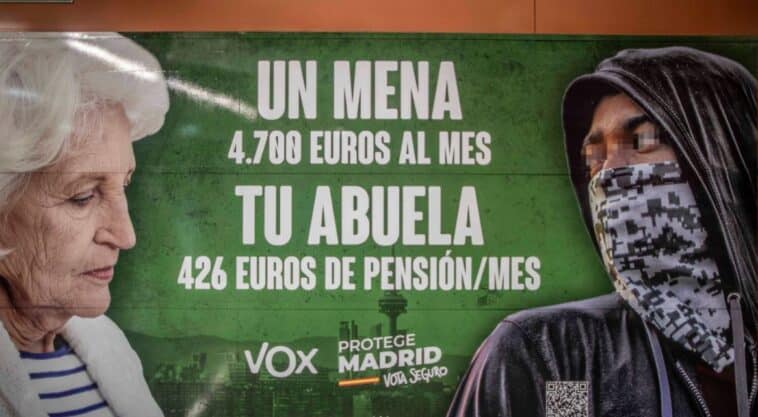 UN MENA
4.700 EUROS AL MES
TU ABUELA
426 EUROS DE PENSIÓN/MES
VOX
PROTEGE
MADRID
VOTA SEGURO